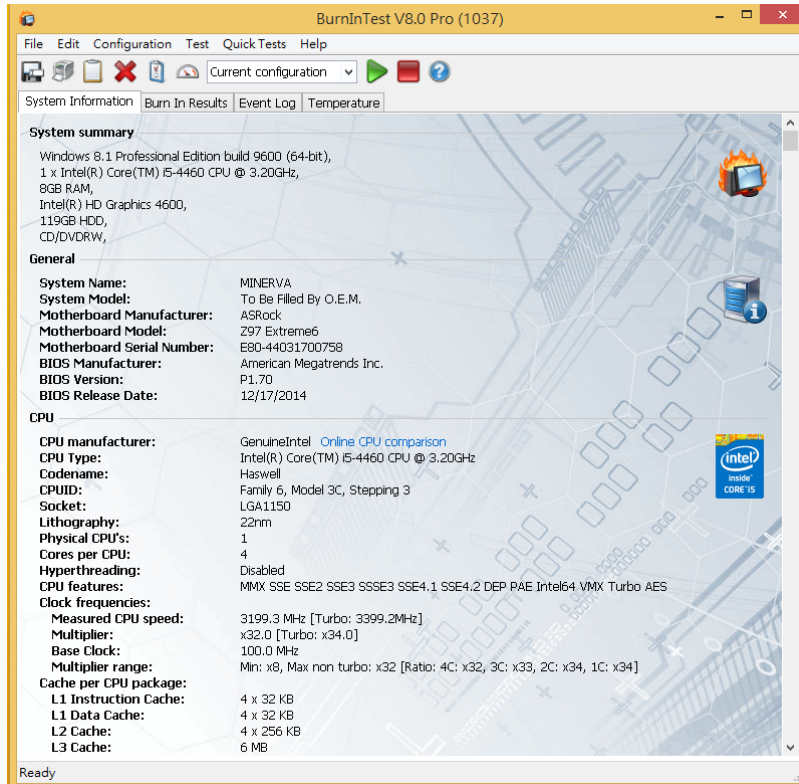 BurnInTest V8.0 Pro (1037)
File Edit Configuration Test Quick Tests Help
Current configuration
System Information Burn In Results Event Log Temperature
System summary
Windows 8.1 Professional Edition build 9600 (64-bit),
1 x Intel(R) Core(TM) i5-4460 CPU @ 3.20GHz,
8GB RAM,
Intel(R) HD Graphics 4600,
119GB HDD,
CD/DVDRW,
General
System Name: MINERVA
System Model: To Be Filled By O.E.M.
Motherboard Manufacturer: ASRock
Motherboard Model: Z97 Extreme6
Motherboard Serial Number: E80-44031700758
BIOS Manufacturer: American Megatrends Inc.
BIOS Version: P1.70
BIOS Release Date: 12/17/2014
CPU
CPU manufacturer: GenuineIntel Online CPU comparison
CPU Type: Intel(R) Core(TM) i5-4460 CPU @ 3.20GHz
Codename: Haswell
CPUID: Family 6, Model 3C, Stepping 3
Socket: LGA1150
Lithography: 22nm
Physical CPU's: 1
Cores per CPU: 4
Hyperthreading: Disabled
CPU features: MMX SSE SSE2 SSE3 SSSE3 SSE4.1 SSE4.2 DEP PAE Intel64 VMX Turbo AES
Clock frequencies:
Measured CPU speed: 3199.3 MHz [Turbo: 3399.2MHz]
Multiplier: x32.0 [Turbo: x34.0]
Base Clock: 100.0 MHz
Multiplier range: Min: x8, Max non turbo: x32 [Ratio: 4C: x32, 3C: x33, 2C: x34, 1C: x34]
Cache per CPU package:
L1 Instruction Cache: 4 x 32 KB
L1 Data Cache: 4 x 32 KB
L2 Cache: 4 x 256 KB
L3 Cache: 6 MB
intel
inside
CORE i5
Ready